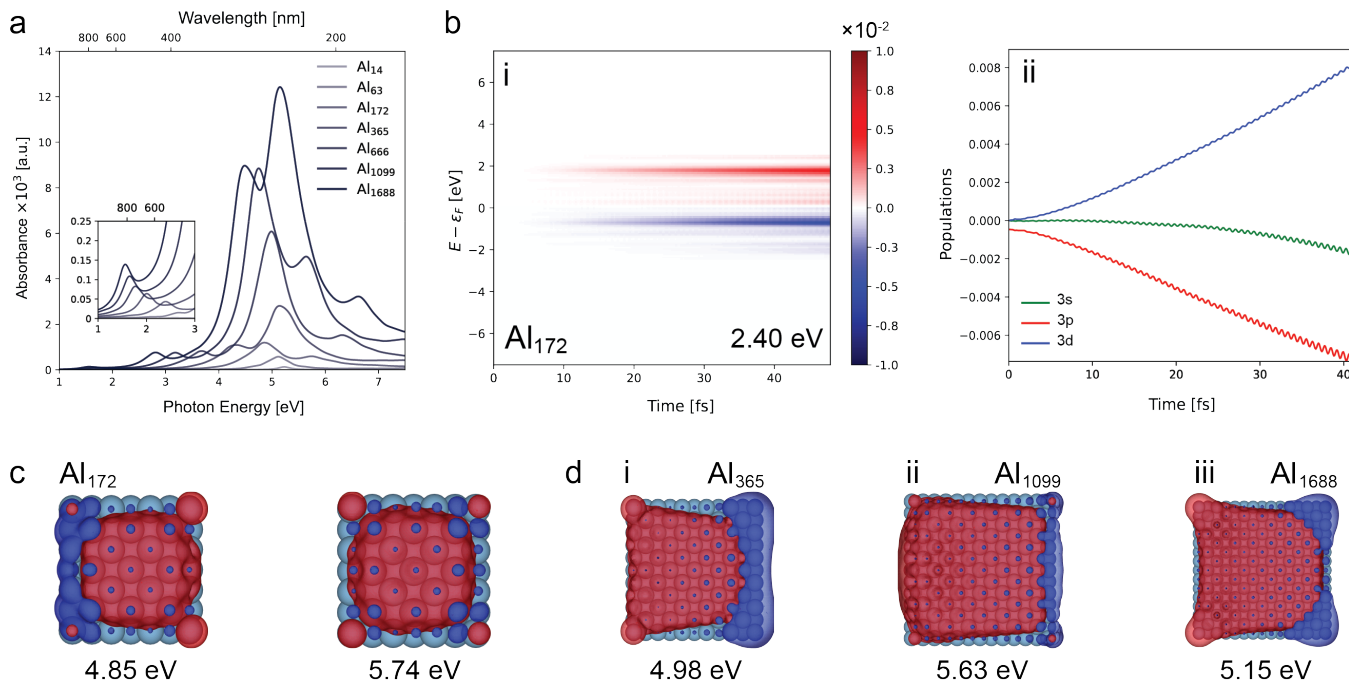 a
Wavelength [nm]
800 600 400 200
Absorbance ×10³ [a.u.]
14
12
10
8
6
4
2
0
Al₁₄
Al₆₃
Al₁₇₂
Al₃₆₅
Al₆₆₆
Al₁₀₉₉
Al₁₆₈₈
800 600
0.25
0.2
0.15
0.1
0.05
0
1 2 3
1 2 3 4 5 6 7
Photon Energy [eV]
b
i
E − εF [eV]
6
4
2
0
−2
−4
−6
Al₁₇₂ 2.40 eV
0 10 20 30 40
Time [fs]
×10⁻²
1.0
0.8
0.5
0.3
0.0
-0.3
-0.5
-0.8
-1.0
ii
Populations
0.008
0.006
0.004
0.002
0.000
−0.002
−0.004
−0.006
3s
3p
3d
0 10 20 30 40
Time [fs]
c
Al₁₇₂
4.85 eV
5.74 eV
d
i Al₃₆₅
4.98 eV
ii Al₁₀₉₉
5.63 eV
iii Al₁₆₈₈
5.15 eV